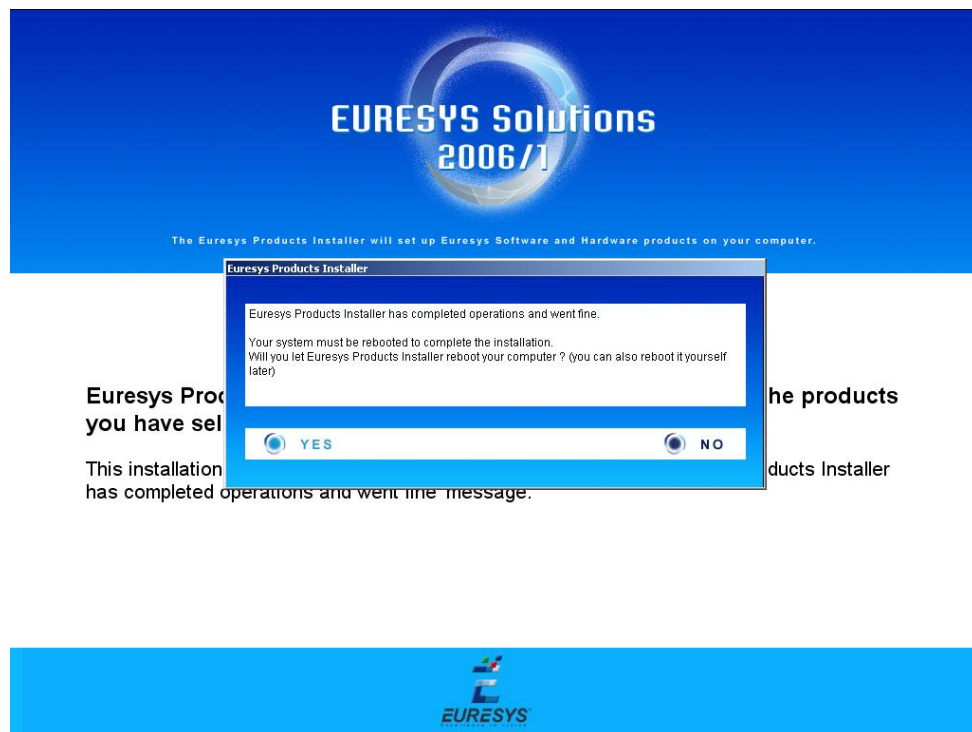 EURESYS Solutions
2006/1
The Euresys Products Installer will set up Euresys Software and Hardware products on your computer.
Euresys Products Installer
Euresys Products Installer has completed operations and went fine.
Your system must be rebooted to complete the installation.
Will you let Euresys Products Installer reboot your computer ? (you can also reboot it yourself
later)
YES
NO
Euresys he products
you have sel
This installation ducts Installer
has completed operations and went fine message.
EURESYS